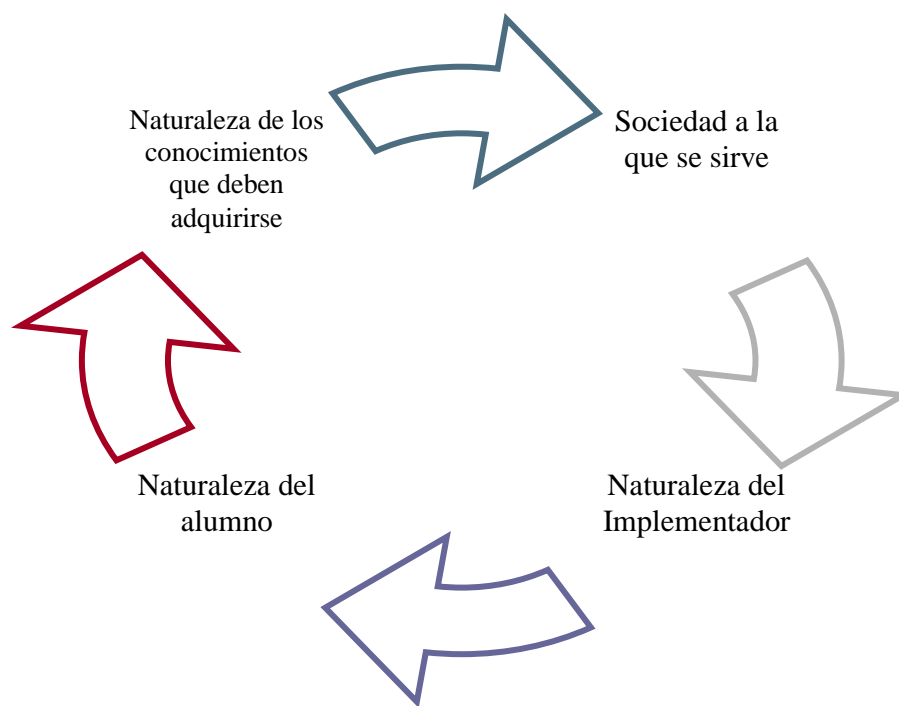 Naturaleza de los
conocimientos
que deben
adquirirse
Sociedad a la
que se sirve
Naturaleza del
alumno
Naturaleza del
Implementador